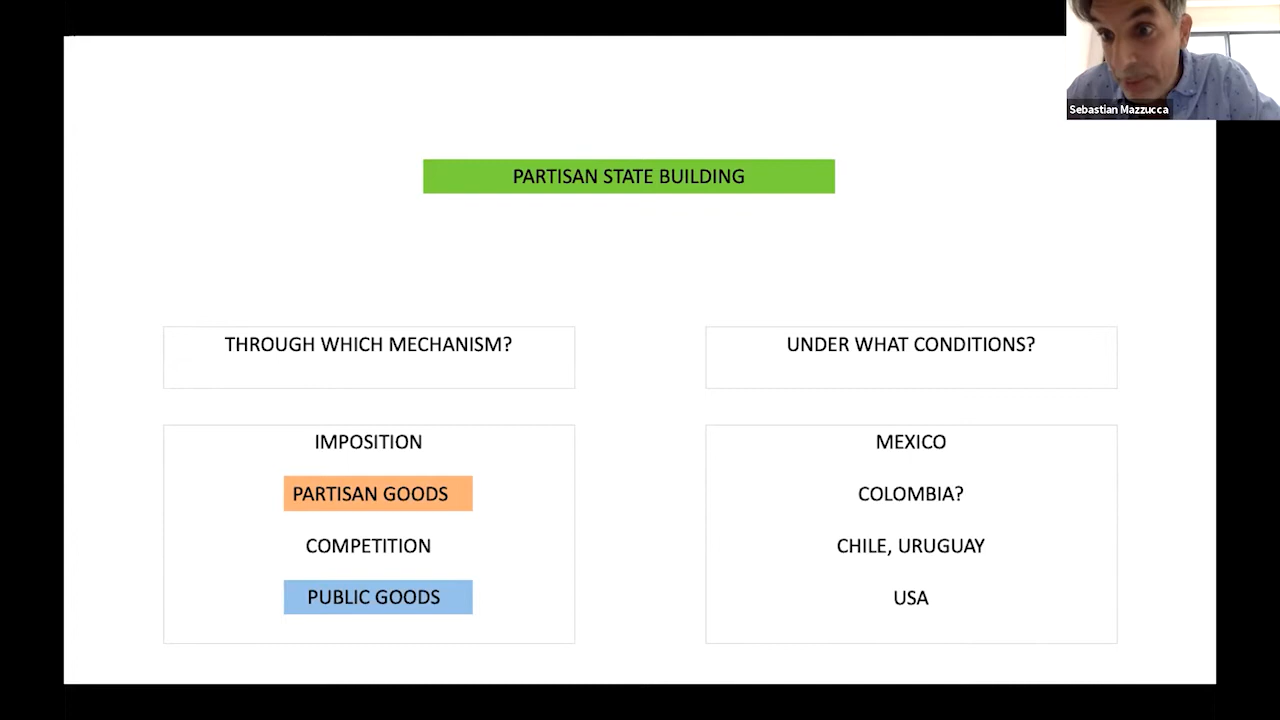 Sebastian Mazzucca
PARTISAN STATE BUILDING
THROUGH WHICH MECHANISM?
UNDER WHAT CONDITIONS?
IMPOSITION
PARTISAN GOODS
COMPETITION
PUBLIC GOODS
MEXICO
COLOMBIA?
CHILE, URUGUAY
USA